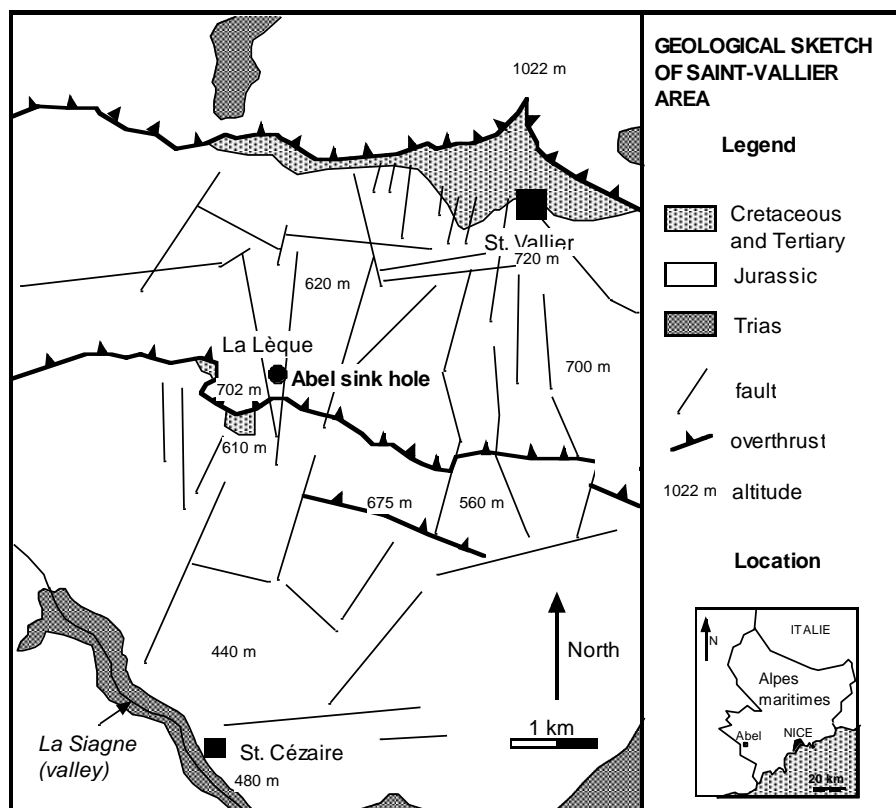 1022 m
St. Vallier
720 m
620 m
La Lèque
Abel sink hole
700 m
702 m
610 m
675 m
560 m
440 m
North
1 km
La Siagne
(valley)
St. Cézaire
480 m
GEOLOGICAL SKETCH
OF SAINT-VALLIER
AREA
Legend
Cretaceous
and Tertiary
Jurassic
Trias
fault
overthrust
1022 m altitude
Location
N
ITALIE
Alpes
maritimes
Abel
NICE
20 km